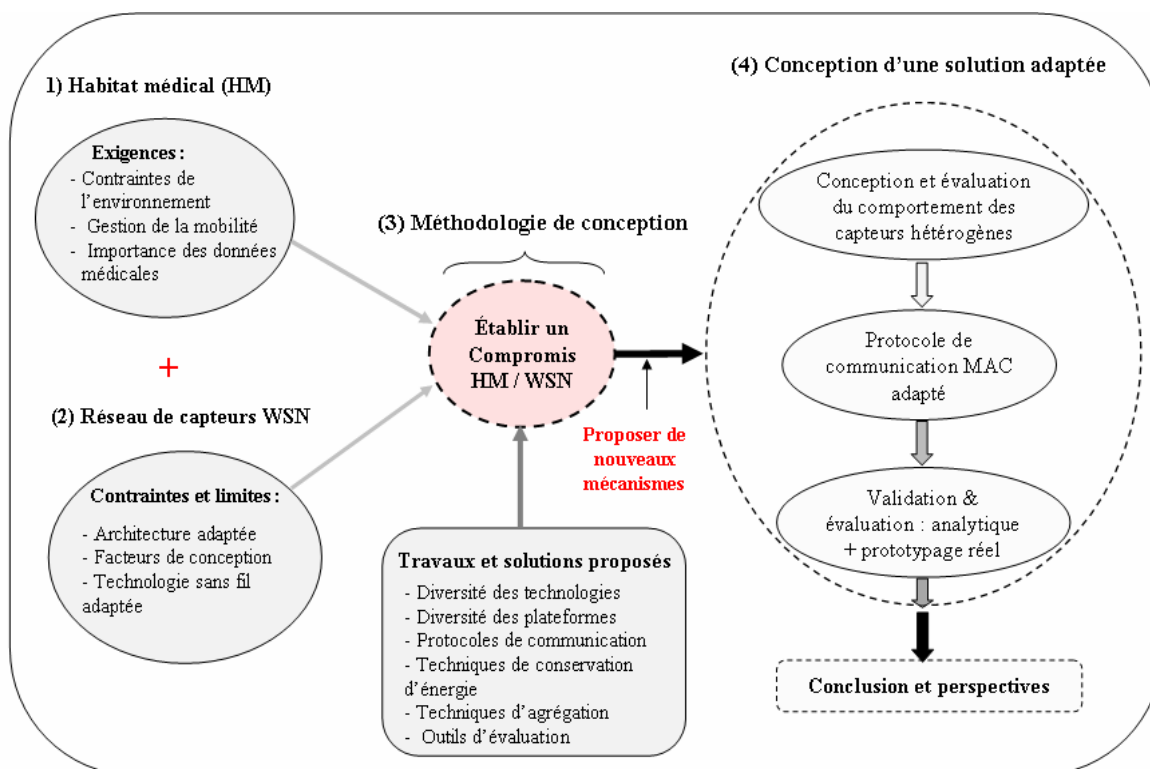 1) Habitat médical (HM)
Exigences :
- Contraintes de
l'environnement
- Gestion de la mobilité
- Importance des données
médicales
+
(2) Réseau de capteurs WSN
Contraintes et limites :
- Architecture adaptée
- Facteurs de conception
- Technologie sans fil
adaptée
(3) Méthodologie de conception
Établir un
Compromis
HM / WSN
Proposer de
nouveaux
mécanismes
Travaux et solutions proposés
- Diversité des technologies
- Diversité des plateformes
- Protocoles de communication
- Techniques de conservation
d'énergie
- Techniques d'agrégation
- Outils d'évaluation
(4) Conception d'une solution adaptée
Conception et évaluation
du comportement des
capteurs hétérogènes
Protocole de
communication MAC
adapté
Validation &
évaluation : analytique
+ prototypage réel
Conclusion et perspectives